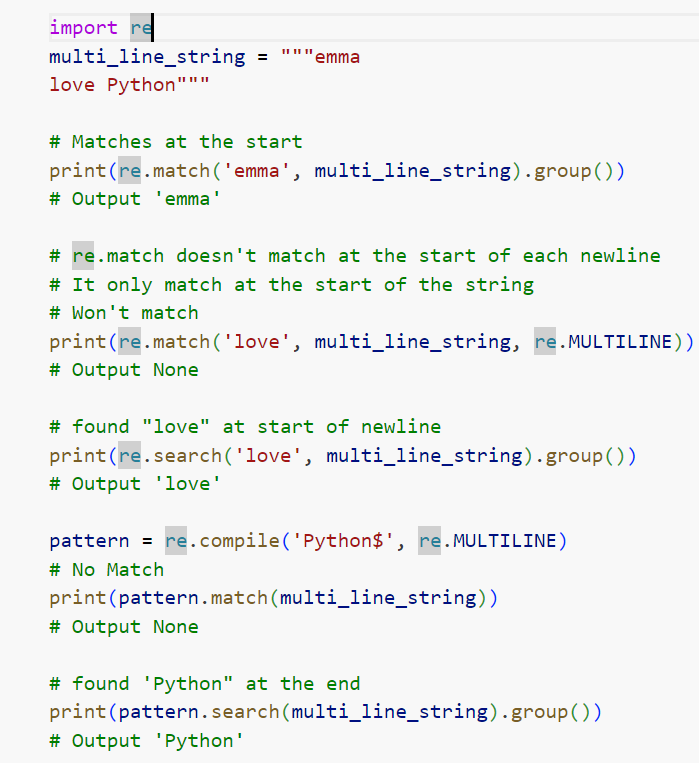 import re
multi_line_string = """emma
love Python"""
# Matches at the start
print(re.match('emma', multi_line_string).group())
# Output 'emma'
# re.match doesn't match at the start of each newline
# It only match at the start of the string
# Won't match
print(re.match('love', multi_line_string, re.MULTILINE))
# Output None
# found "love" at start of newline
print(re.search('love', multi_line_string).group())
# Output 'love'
pattern = re.compile('Python$', re.MULTILINE)
# No Match
print(pattern.match(multi_line_string))
# Output None
# found 'Python" at the end
print(pattern.search(multi_line_string).group())
# Output 'Python'